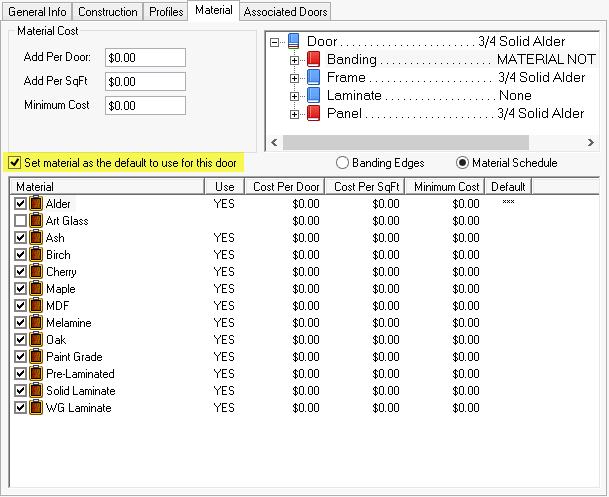 General Info Construction Profiles Material Associated Doors
Material Cost
Add Per Door: $0.00
Add Per SqFt $0.00
Minimum Cost $0.00
Door . . . . . . . . . . . . . . . . . . . . . . . 3/4 Solid Alder
Banding . . . . . . . . . . . . . . . . . . . MATERIAL NOT
Frame . . . . . . . . . . . . . . . . . . . . . . 3/4 Solid Alder
Laminate . . . . . . . . . . . . . . . . . . None
Panel . . . . . . . . . . . . . . . . . . . . . . . 3/4 Solid Alder
Set material as the default to use for this door
Banding Edges Material Schedule
Material Use Cost Per Door Cost Per SqFt Minimum Cost Default
Alder YES $0.00 $0.00 $0.00 ***
Art Glass $0.00 $0.00 $0.00
Ash YES $0.00 $0.00 $0.00
Birch YES $0.00 $0.00 $0.00
Cherry YES $0.00 $0.00 $0.00
Maple YES $0.00 $0.00 $0.00
MDF YES $0.00 $0.00 $0.00
Melamine YES $0.00 $0.00 $0.00
Oak YES $0.00 $0.00 $0.00
Paint Grade YES $0.00 $0.00 $0.00
Pre-Laminated YES $0.00 $0.00 $0.00
Solid Laminate YES $0.00 $0.00 $0.00
WG Laminate YES $0.00 $0.00 $0.00